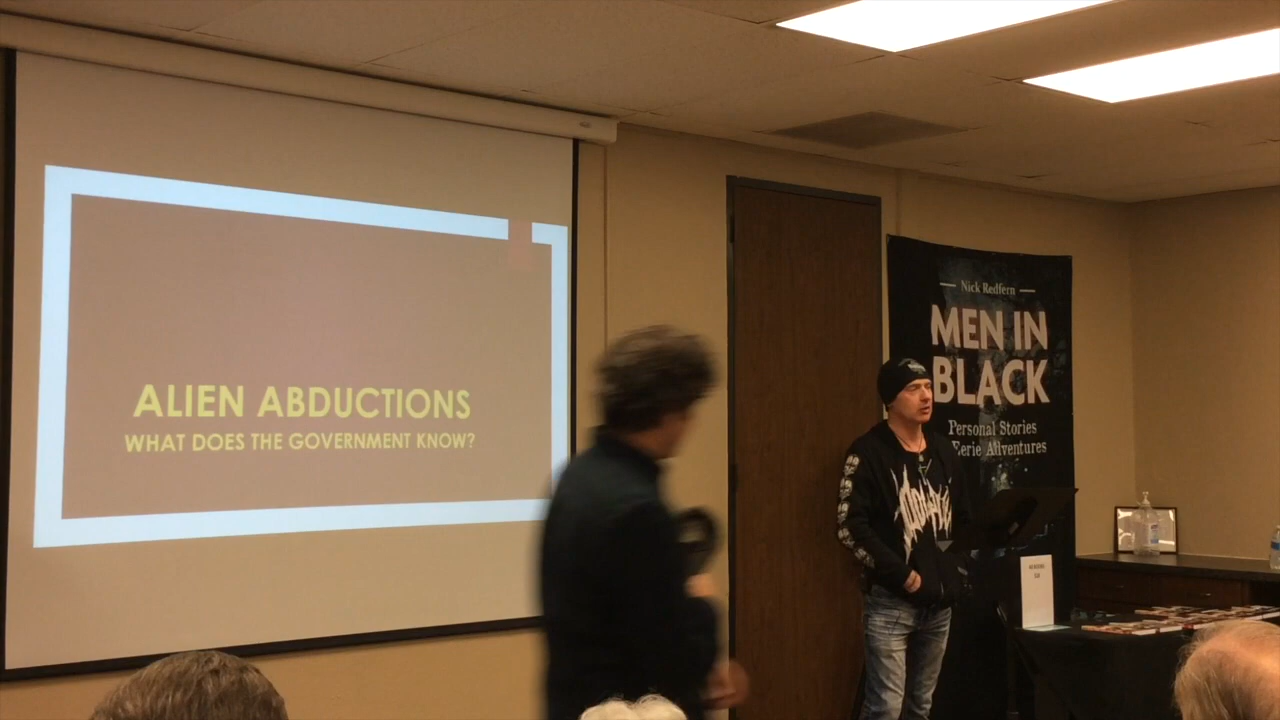 ALIEN ABDUCTIONS
WHAT DOES THE GOVERNMENT KNOW?
Nick Redfern
MEN IN
BLACK
Personal Stories
Eerie Adventures